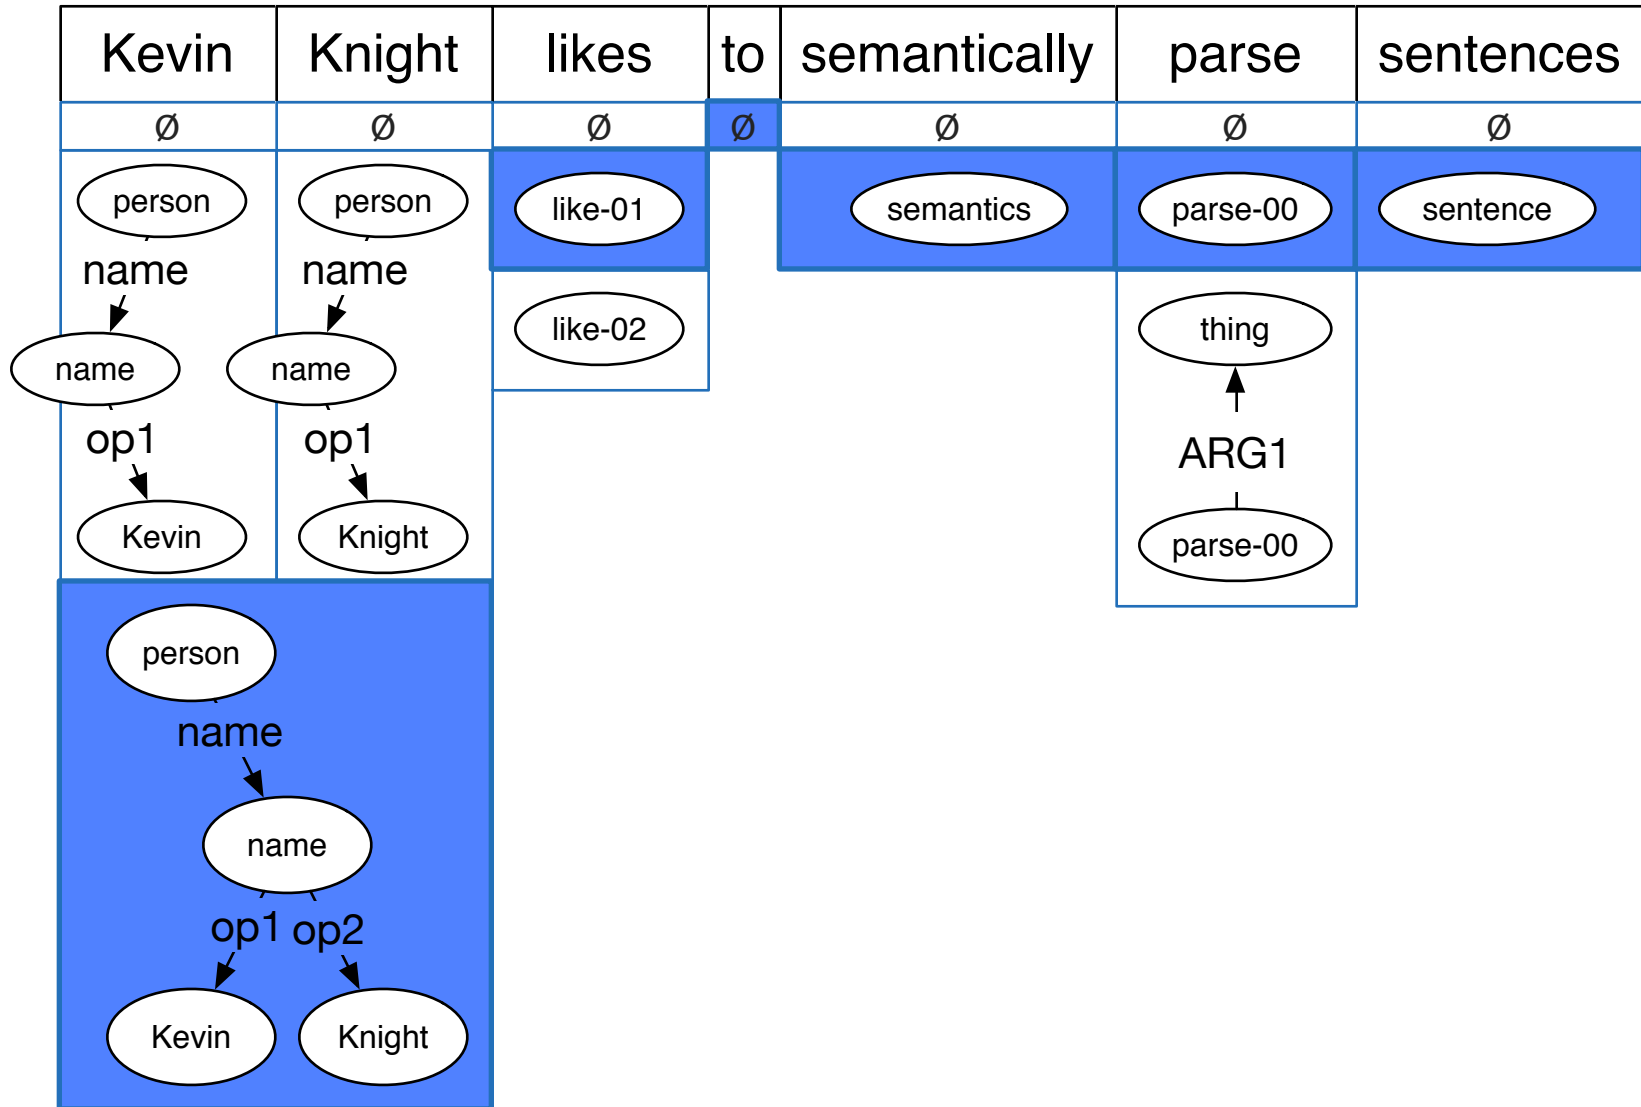 Kevin Knight likes to semantically parse sentences
Ø Ø Ø Ø Ø Ø Ø
person person like-01 semantics parse-00 sentence
name name
like-02 thing
name name
op1 op1 ARG1
Kevin Knight parse-00
person
name
name
op1 op2
Kevin Knight